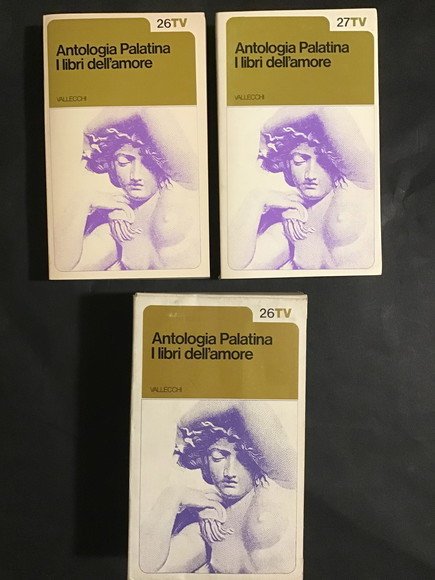 26TV
Antologia Palatina
I libri dell'amore
VALLECCHI
27TV
Antologia Palatina
I libri dell'amore
VALLECCHI
26TV
Antologia Palatina
I libri dell'amore
VALLECCHI